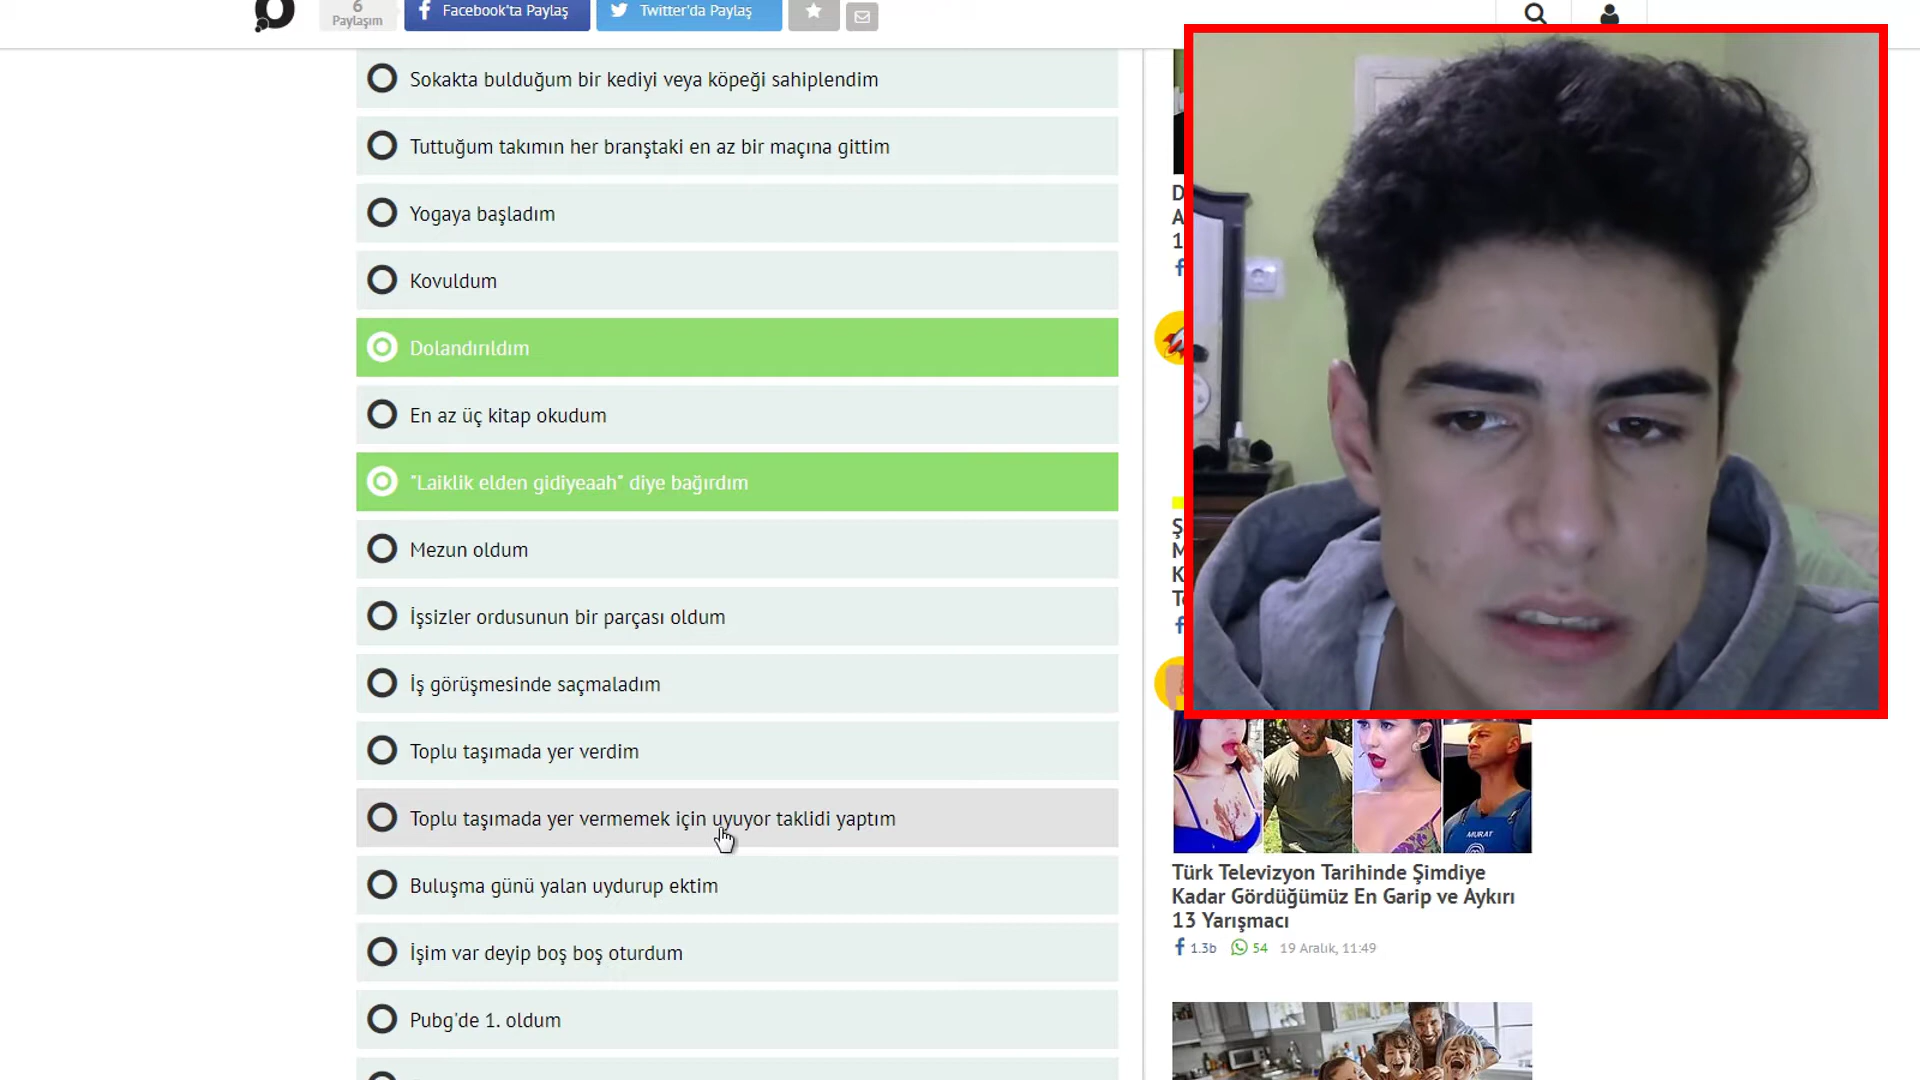 6
Paylaşım
Facebook'ta Paylaş
Twitter'da Paylaş
Sokakta bulduğum bir kediyi veya köpeği sahiplendim
Tuttuğum takımın her branştaki en az bir maçına gittim
Yogaya başladım
Kovuldum
Dolandırıldım
En az üç kitap okudum
"Laiklik elden gidiyeaah" diye bağırdım
Mezun oldum
İşsizler ordusunun bir parçası oldum
İş görüşmesinde saçmaladım
Toplu taşımada yer verdim
Toplu taşımada yer vermemek için uyuyor taklidi yaptım
Buluşma günü yalan uydurup ektim
İşim var deyip boş boş oturdum
Pubg'de 1. oldum
D
A
1
Ş
M
K
MURAT
Türk Televizyon Tarihinde Şimdiye
Kadar Gördüğümüz En Garip ve Aykırı
13 Yarışmacı
1.3b 54 19 Aralık, 11:49